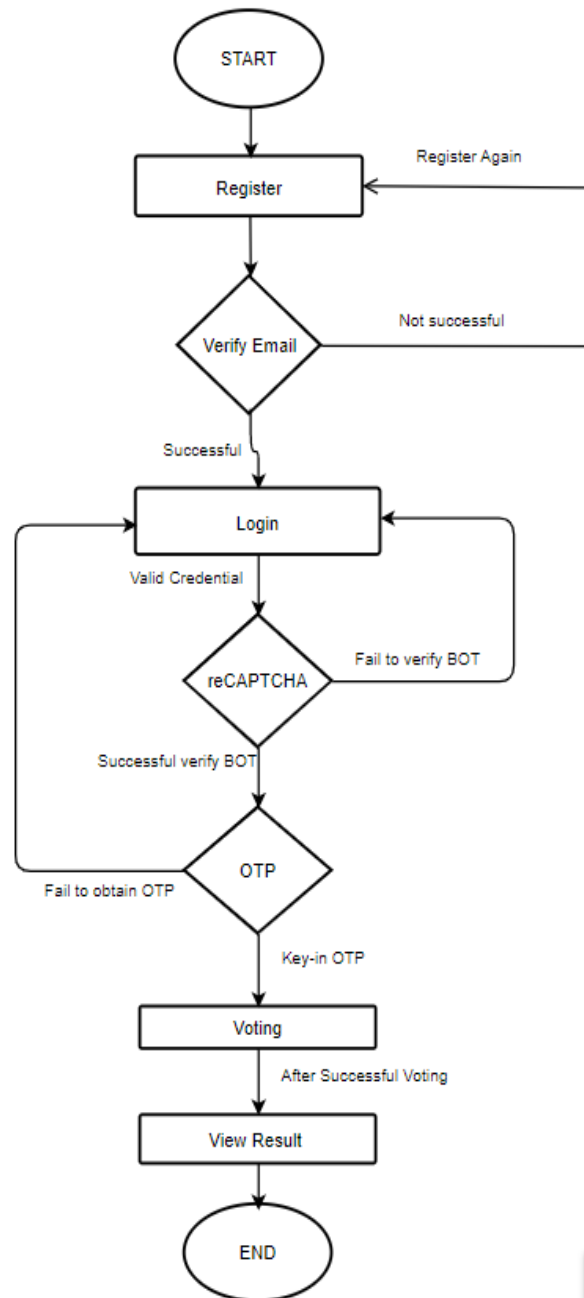 START
Register Again
Register
Not successful
Verify Email
Successful
Login
Valid Credential
Fail to verify BOT
reCAPTCHA
Successful verify BOT
OTP
Fail to obtain OTP
Key-in OTP
Voting
After Successful Voting
View Result
END